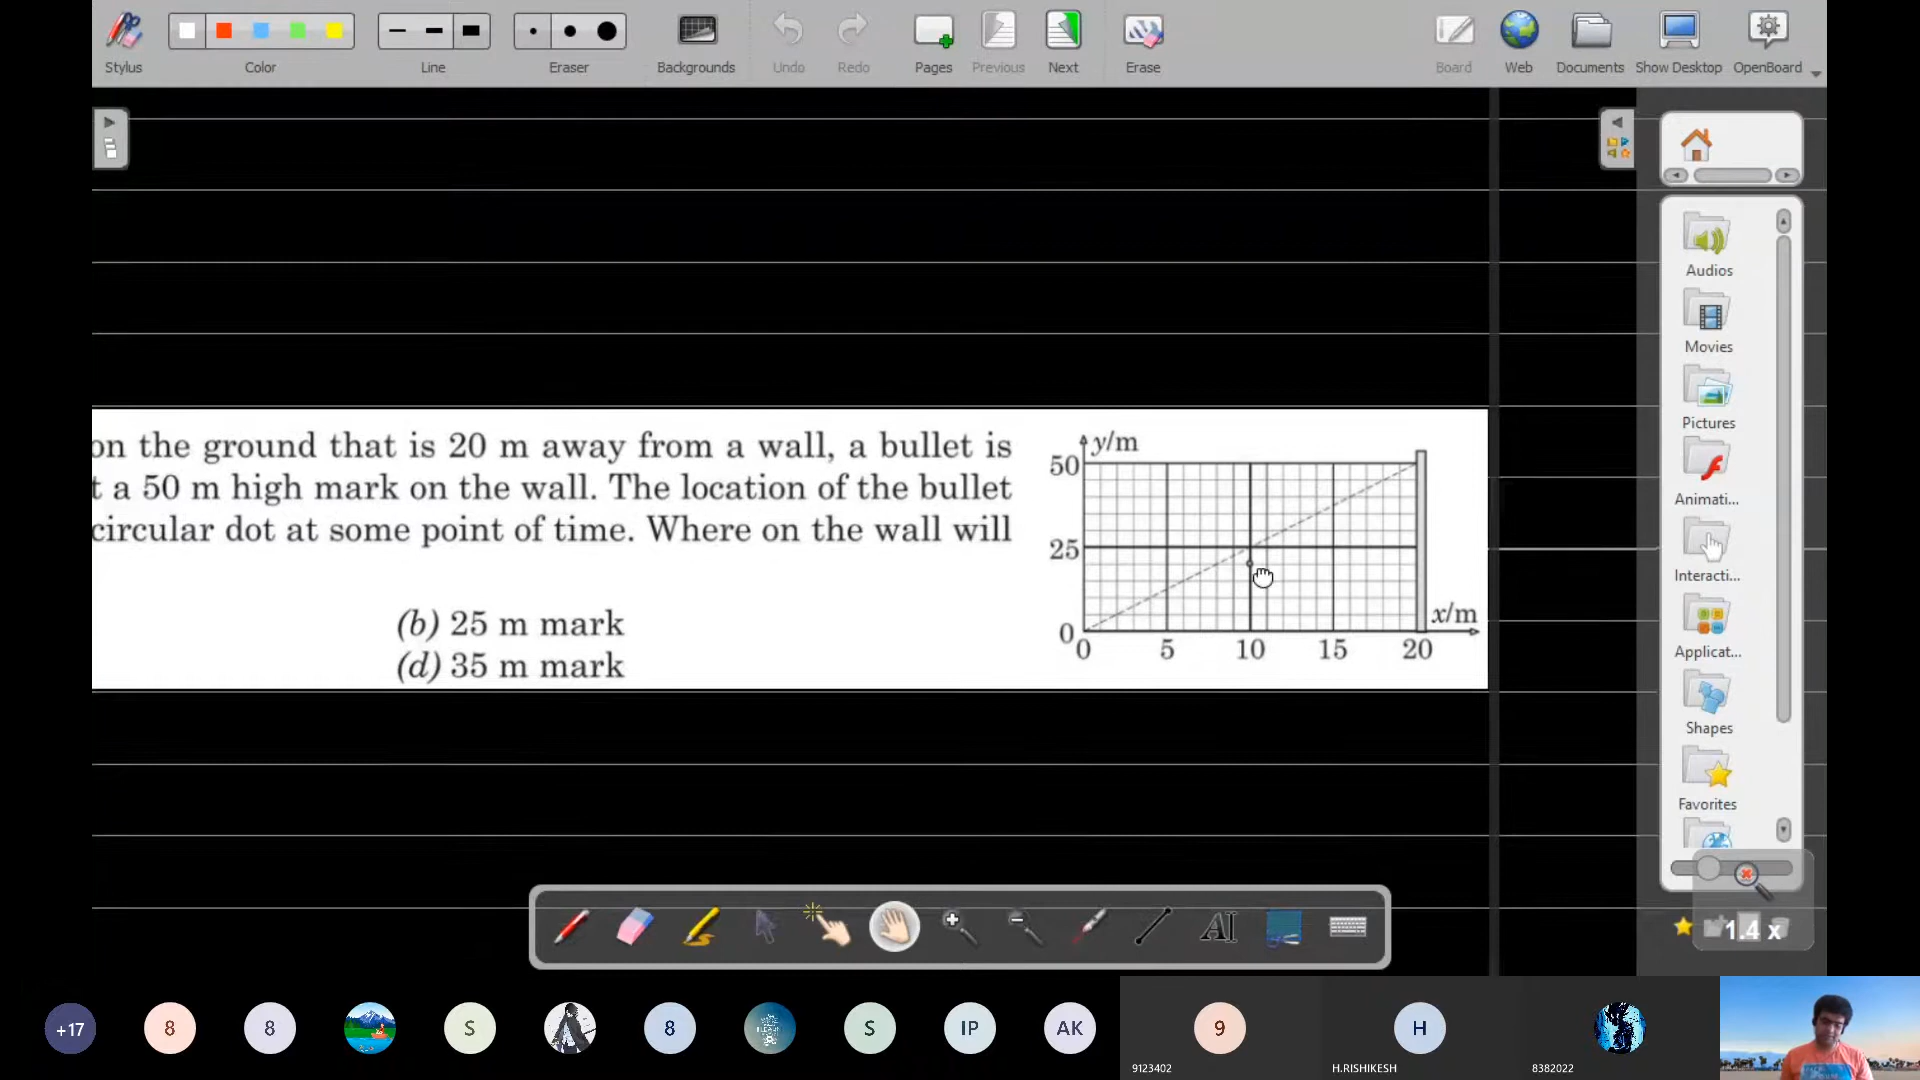 Stylus
Color
Line
Eraser
Backgrounds
Undo
Redo
Pages
Previous
Next
Erase
Board
Web
Documents
Show Desktop
OpenBoard
on the ground that is 20 m away from a wall, a bullet is
t a 50 m high mark on the wall. The location of the bullet
circular dot at some point of time. Where on the wall will
(b) 25 m mark
(d) 35 m mark
y/m
50
25
0
x/m
0 5 10 15 20
Audios
Movies
Pictures
Animati...
Interacti...
Applicat...
Shapes
Favorites
1.4 x
AI
+17
8
8
S
8
S
IP
AK
9
H
9123402
H.RISHIKESH
8382022